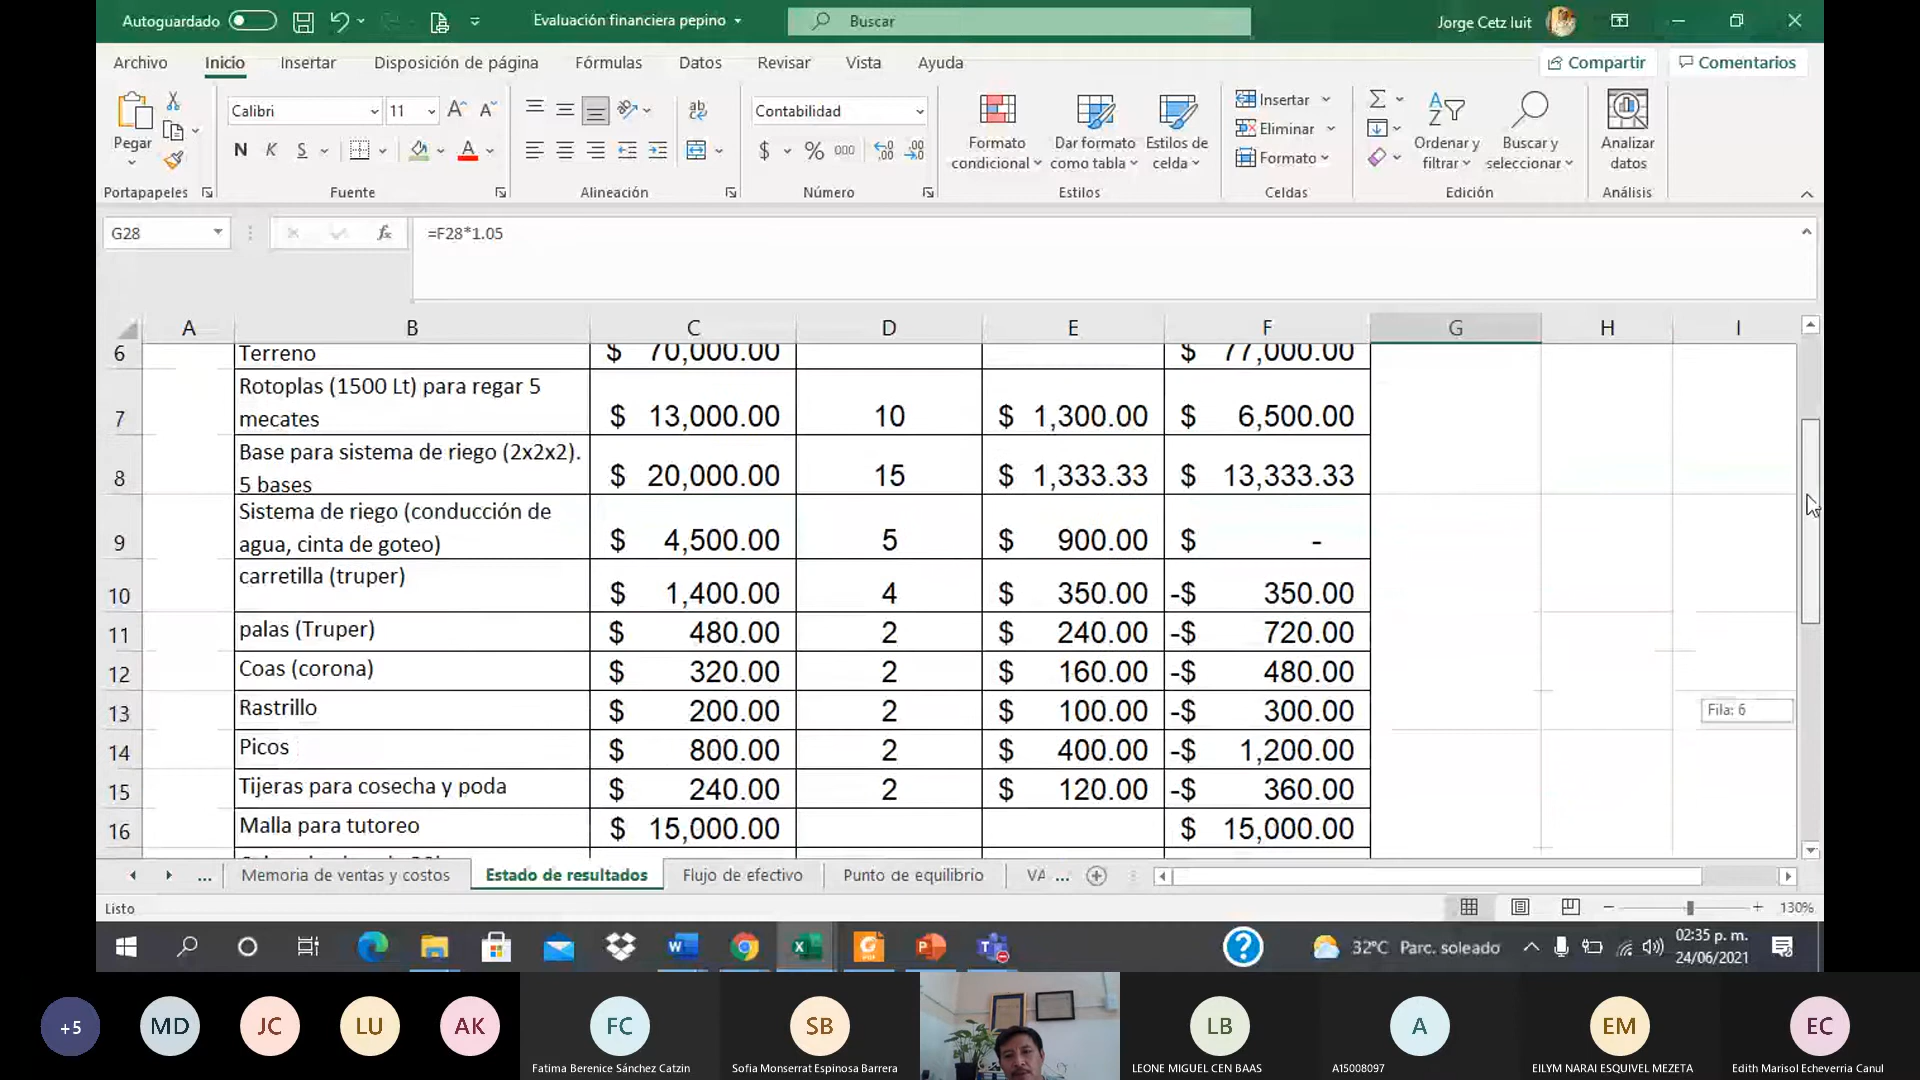 Autoguardado
Evaluación financiera pepino
Buscar
Jorge Cetz luit
Archivo Inicio Insertar Disposición de página Fórmulas Datos Revisar Vista Ayuda Compartir Comentarios
Pegar
Portapapeles
Calibri 11
N K S
Fuente
Alineación
Contabilidad
$ % 000
Número
Formato condicional
Dar formato como tabla
Estilos de celda
Estilos
Insertar
Eliminar
Formato
Celdas
Ordenar y filtrar
Buscar y seleccionar
Edición
Analizar datos
Análisis
G28 fx =F28*1.05
A B C D E F G H I
6 Terreno $ 70,000.00 $ 77,000.00
7 Rotoplas (1500 Lt) para regar 5 mecates $ 13,000.00 10 $ 1,300.00 $ 6,500.00
8 Base para sistema de riego (2x2x2). 5 bases $ 20,000.00 15 $ 1,333.33 $ 13,333.33
9 Sistema de riego (conducción de agua, cinta de goteo) $ 4,500.00 5 $ 900.00 $ -
10 carretilla (truper) $ 1,400.00 4 $ 350.00 -$ 350.00
11 palas (Truper) $ 480.00 2 $ 240.00 -$ 720.00
12 Coas (corona) $ 320.00 2 $ 160.00 -$ 480.00
13 Rastrillo $ 200.00 2 $ 100.00 -$ 300.00
Fila: 6
14 Picos $ 800.00 2 $ 400.00 -$ 1,200.00
15 Tijeras para cosecha y poda $ 240.00 2 $ 120.00 -$ 360.00
16 Malla para tutoreo $ 15,000.00 $ 15,000.00
... Memoria de ventas y costos Estado de resultados Flujo de efectivo Punto de equilibrio VA ...
Listo 130%
32°C Parc. soleado
02:35 p. m.
24/06/2021
+5 MD JC LU AK FC SB LB A EM EC
Fatima Berenice Sánchez Catzin
Sofia Monserrat Espinosa Barrera
LEONE MIGUEL CEN BAAS
A15008097
EILYM NARAI ESQUIVEL MEZETA
Edith Marisol Echeverria Canul